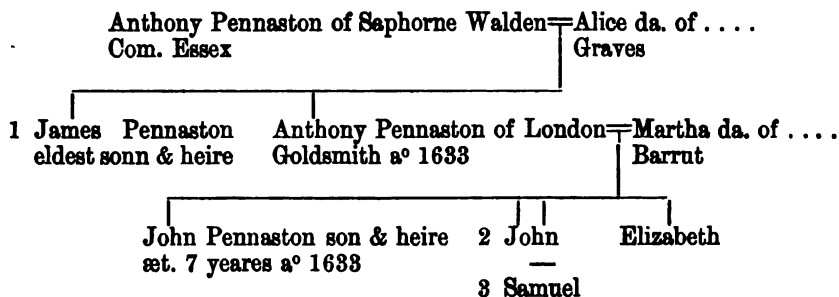 Anthony Pennaston of Saphorne Walden=Alice da. of . . . .
Com. Essex Graves
1 James Pennaston Anthony Pennaston of London=Martha da. of . . . .
eldest sonn & heire Goldsmith aº 1633 Barrut
John Pennaston son & heire 2 John Elizabeth
æt. 7 yeares aº 1633
3 Samuel